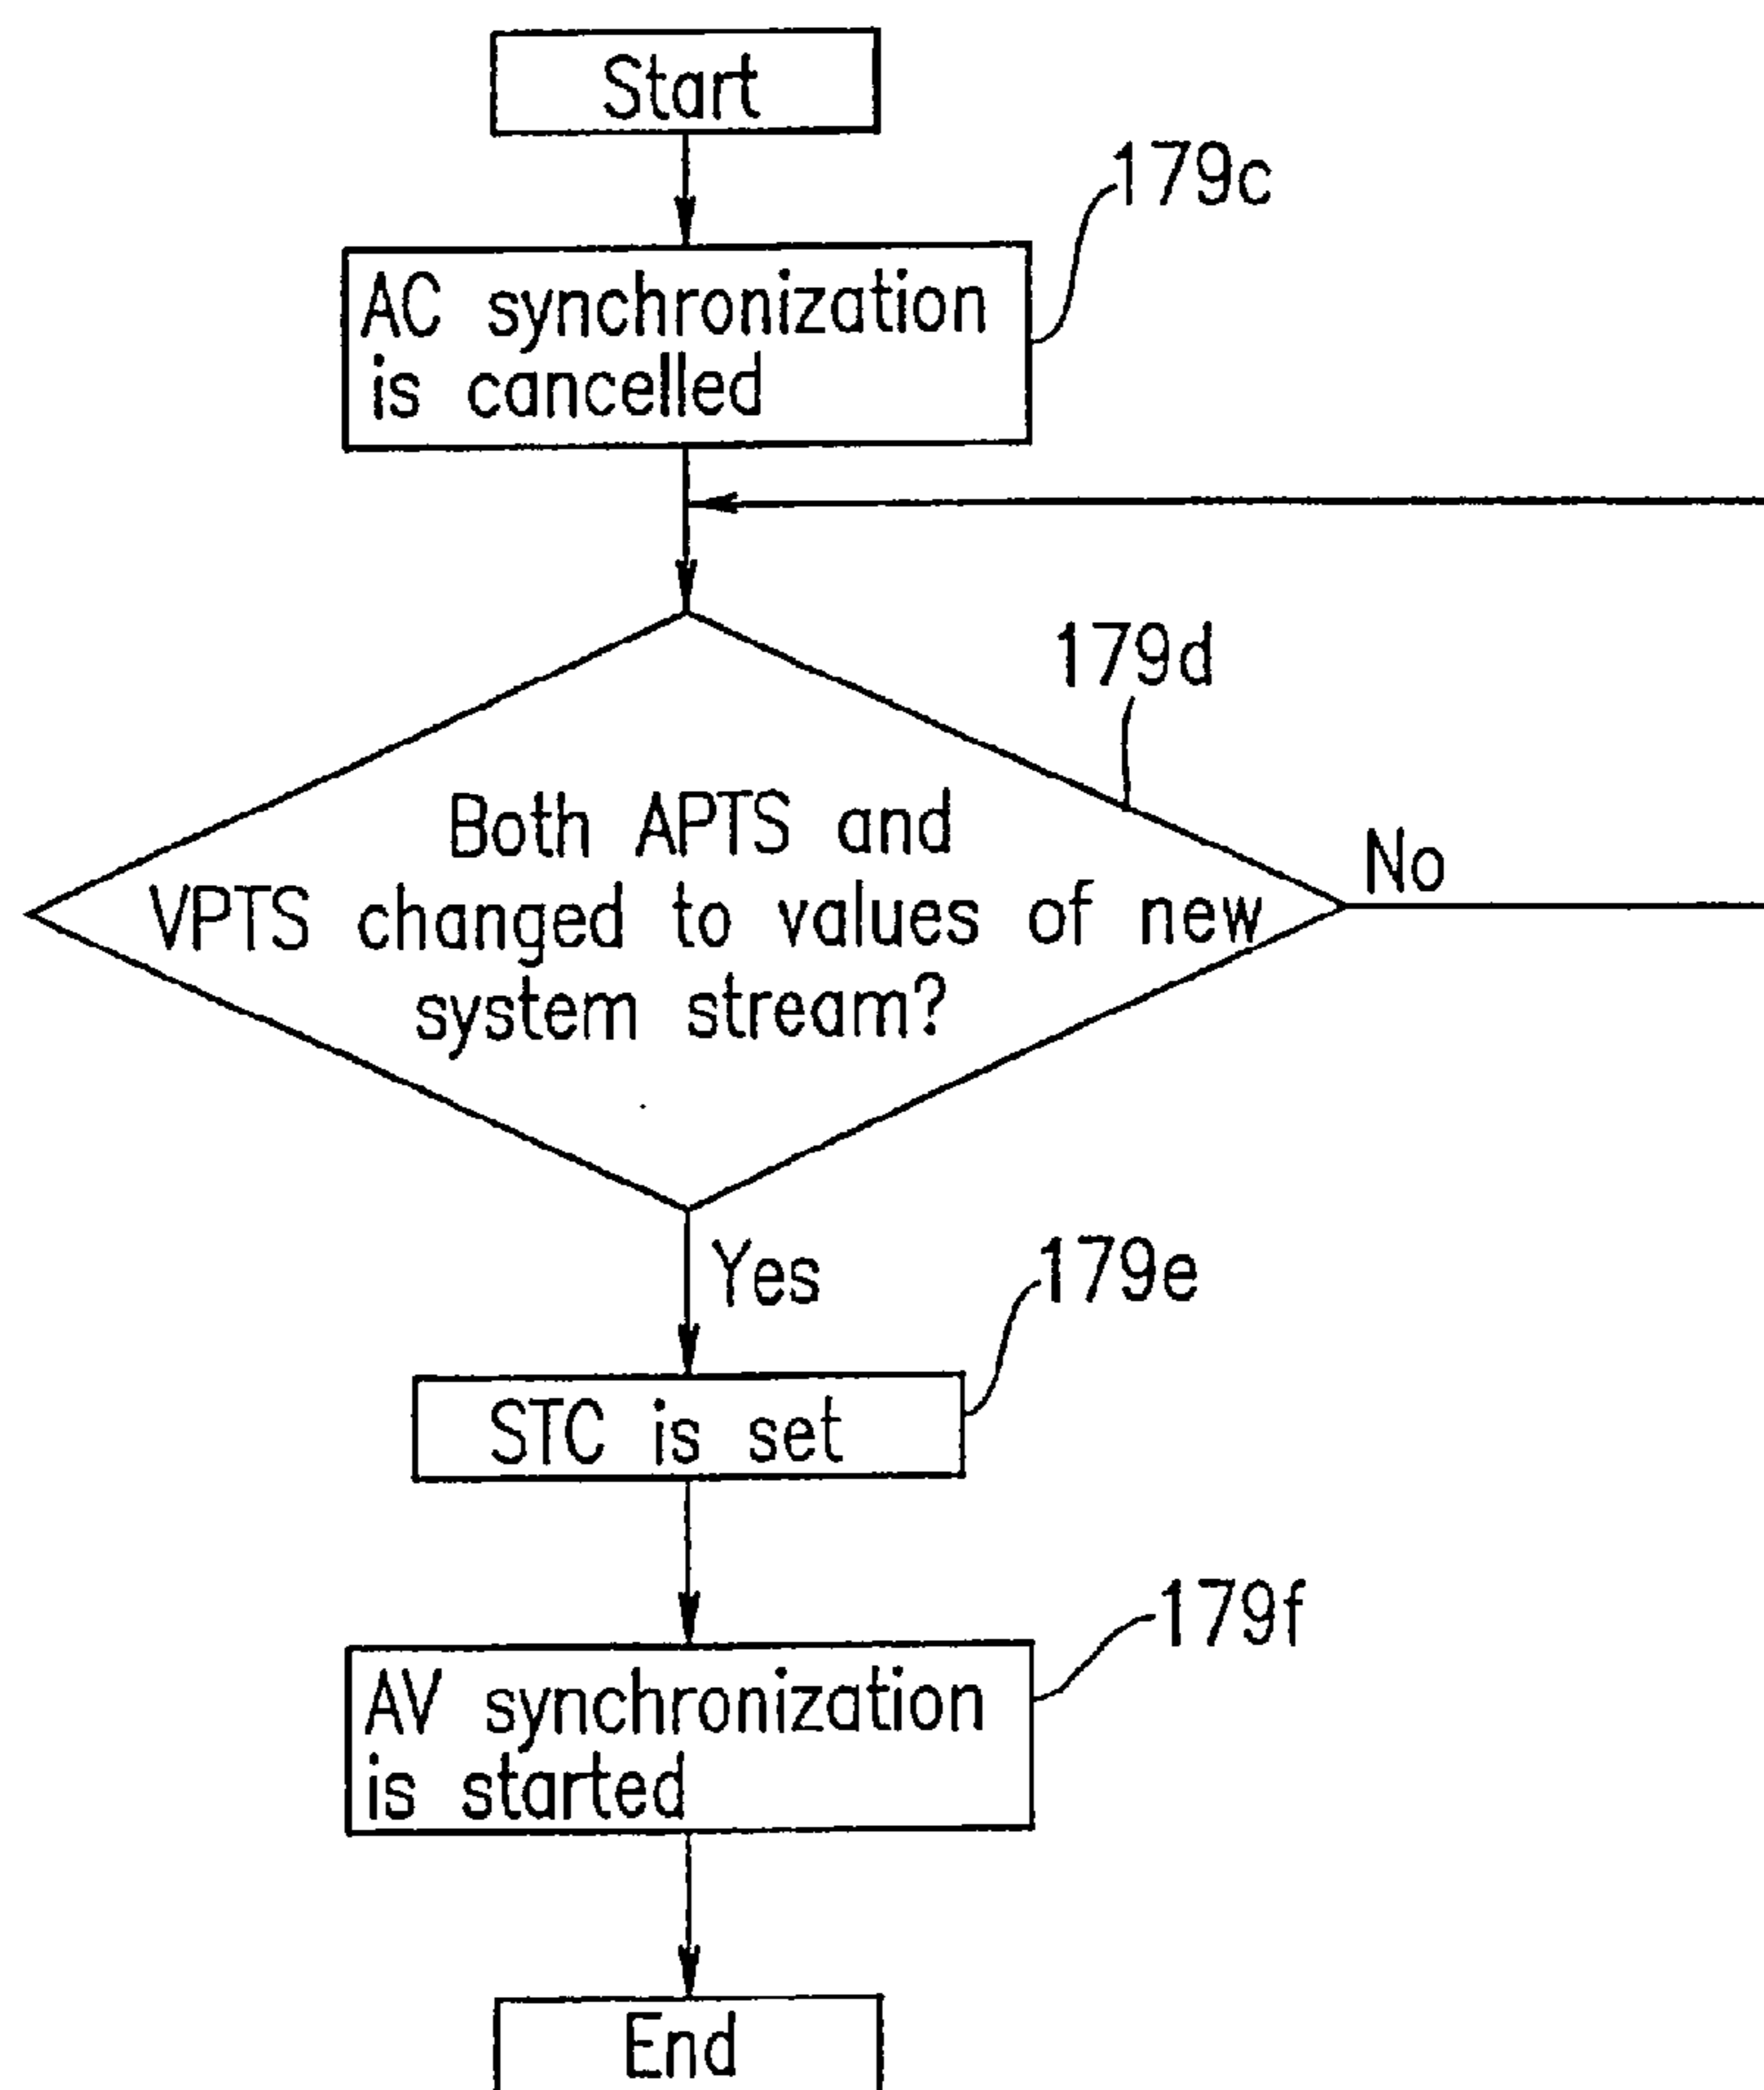 Start
179c
AC synchronization
is cancelled
179d
Both APTS and
VPTS changed to values of new
system stream?
No
Yes
179e
STC is set
179f
AV synchronization
is started
End